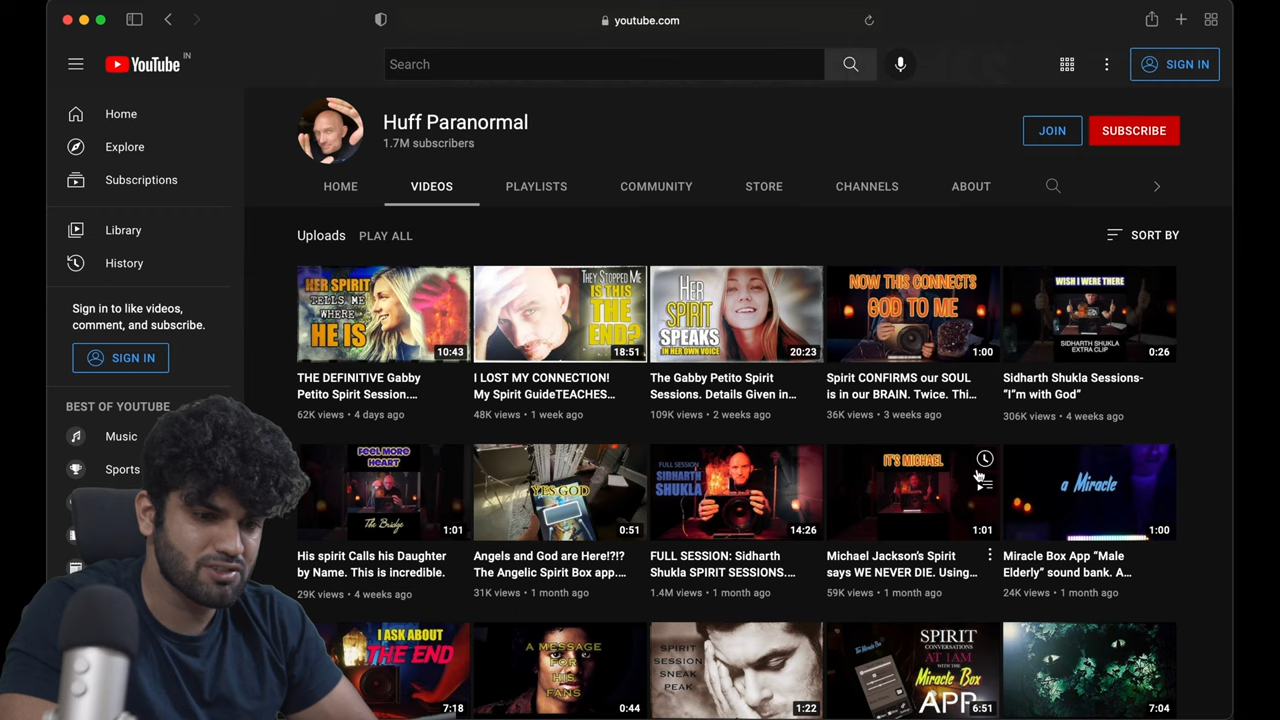 youtube.com
YouTube IN
Search
SIGN IN
Home
Explore
Subscriptions
Library
History
Sign in to like videos,
comment, and subscribe.
SIGN IN
BEST OF YOUTUBE
Music
Sports
Huff Paranormal
1.7M subscribers
JOIN
SUBSCRIBE
HOME
VIDEOS
PLAYLISTS
COMMUNITY
STORE
CHANNELS
ABOUT
Uploads
PLAY ALL
SORT BY
HER SPIRIT
TELLS ME
WHERE
HE IS
10:43
THE DEFINITIVE Gabby
Petito Spirit Session....
62K views • 4 days ago
THEY STOPPED ME
IS THIS
THE
END?
18:51
I LOST MY CONNECTION!
My Spirit GuideTEACHES...
48K views • 1 week ago
HER
SPIRIT
SPEAKS
IN HER OWN VOICE
20:23
The Gabby Petito Spirit
Sessions. Details Given in...
109K views • 2 weeks ago
NOW THIS CONNECTS
GOD TO ME
1:00
Spirit CONFIRMS our SOUL
is in our BRAIN. Twice. Thi...
36K views • 3 weeks ago
WISH I WERE THERE
SIDHARTH SHUKLA
EXTRA CLIP
0:26
Sidharth Shukla Sessions-
“I”m with God”
306K views • 4 weeks ago
FEEL MORE
HEART
The Bridge
1:01
His spirit Calls his Daughter
by Name. This is incredible.
29K views • 4 weeks ago
YES GOD
0:51
Angels and God are Here!?!?
The Angelic Spirit Box app....
31K views • 1 month ago
FULL SESSION
SIDHARTH
SHUKLA
14:26
FULL SESSION: Sidharth
Shukla SPIRIT SESSIONS....
1.4M views • 1 month ago
IT'S MICHAEL
1:01
Michael Jackson's Spirit
says WE NEVER DIE. Using...
59K views • 1 month ago
a Miracle
1:00
Miracle Box App “Male
Elderly” sound bank. A...
24K views • 1 month ago
I ASK ABOUT
THE END
7:18
A MESSAGE
FOR
HIS
FANS
0:44
SPIRIT
SESSION
SNEAK
PEAK
1:22
SPIRIT
CONVERSATIONS
AT 1AM
WITH THE
Miracle Box
APP
6:51
7:04